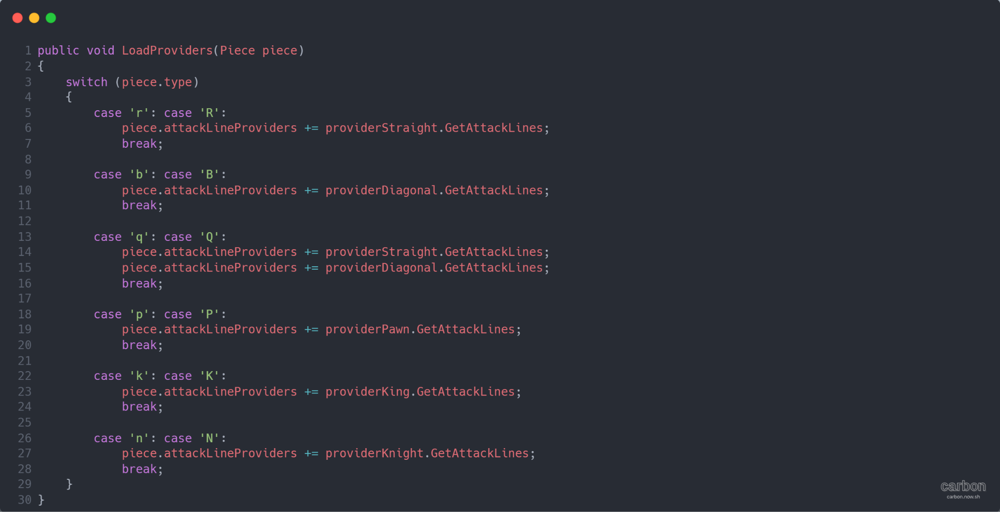 1 public void LoadProviders(Piece piece)
2 {
3     switch (piece.type)
4     {
5         case 'r': case 'R':
6             piece.attackLineProviders += providerStraight.GetAttackLines;
7             break;
8
9         case 'b': case 'B':
10             piece.attackLineProviders += providerDiagonal.GetAttackLines;
11             break;
12
13         case 'q': case 'Q':
14             piece.attackLineProviders += providerStraight.GetAttackLines;
15             piece.attackLineProviders += providerDiagonal.GetAttackLines;
16             break;
17
18         case 'p': case 'P':
19             piece.attackLineProviders += providerPawn.GetAttackLines;
20             break;
21
22         case 'k': case 'K':
23             piece.attackLineProviders += providerKing.GetAttackLines;
24             break;
25
26         case 'n': case 'N':
27             piece.attackLineProviders += providerKnight.GetAttackLines;
28             break;
29     }
30 }
carbon
carbon.now.sh